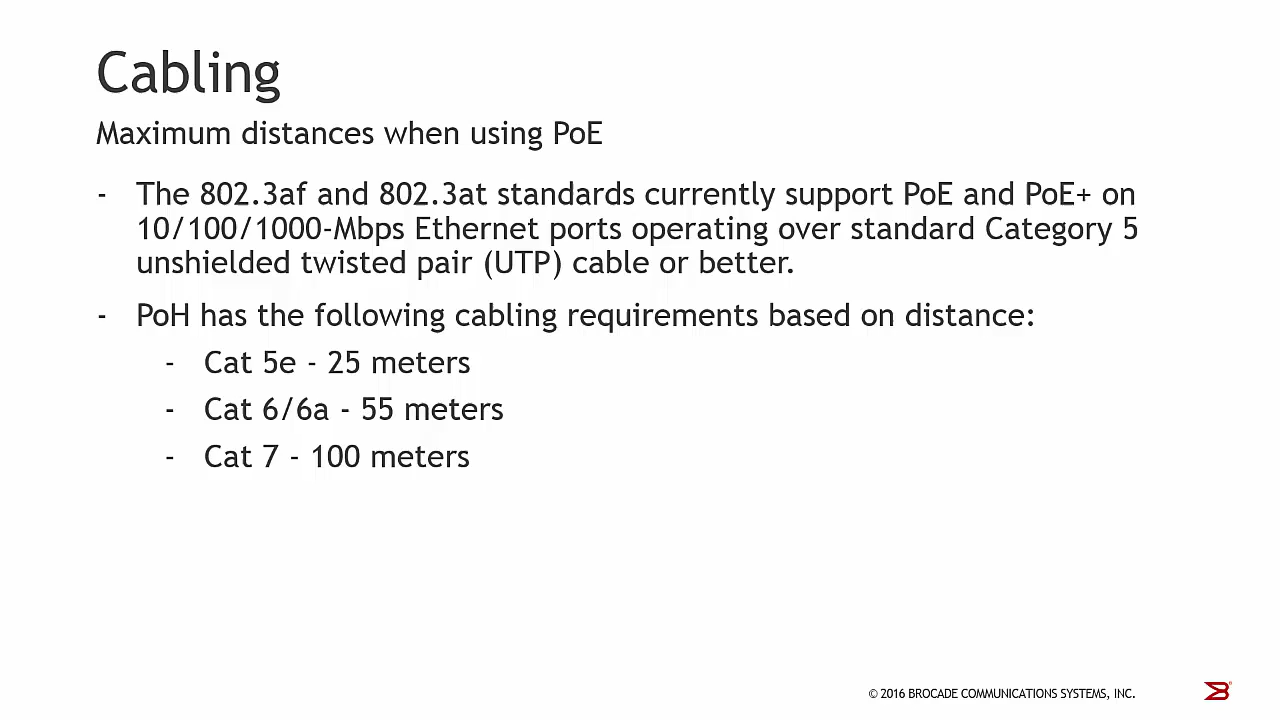 Cabling
Maximum distances when using PoE
- The 802.3af and 802.3at standards currently support PoE and PoE+ on
10/100/1000-Mbps Ethernet ports operating over standard Category 5
unshielded twisted pair (UTP) cable or better.
- PoH has the following cabling requirements based on distance:
- Cat 5e - 25 meters
- Cat 6/6a - 55 meters
- Cat 7 - 100 meters
© 2016 BROCADE COMMUNICATIONS SYSTEMS, INC.